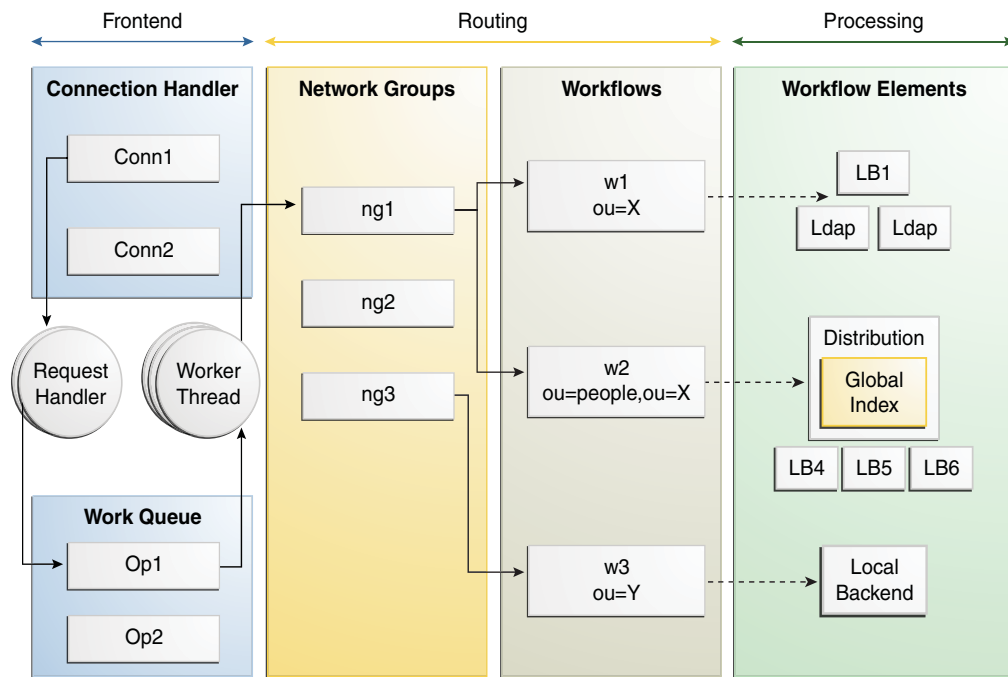 Frontend
Routing
Processing
Connection Handler
Conn1
Conn2
Request
Handler
Worker
Thread
Work Queue
Op1
Op2
Network Groups
ng1
ng2
ng3
Workflows
w1
ou=X
w2
ou=people,ou=X
w3
ou=Y
Workflow Elements
LB1
Ldap
Ldap
Distribution
Global
Index
LB4
LB5
LB6
Local
Backend